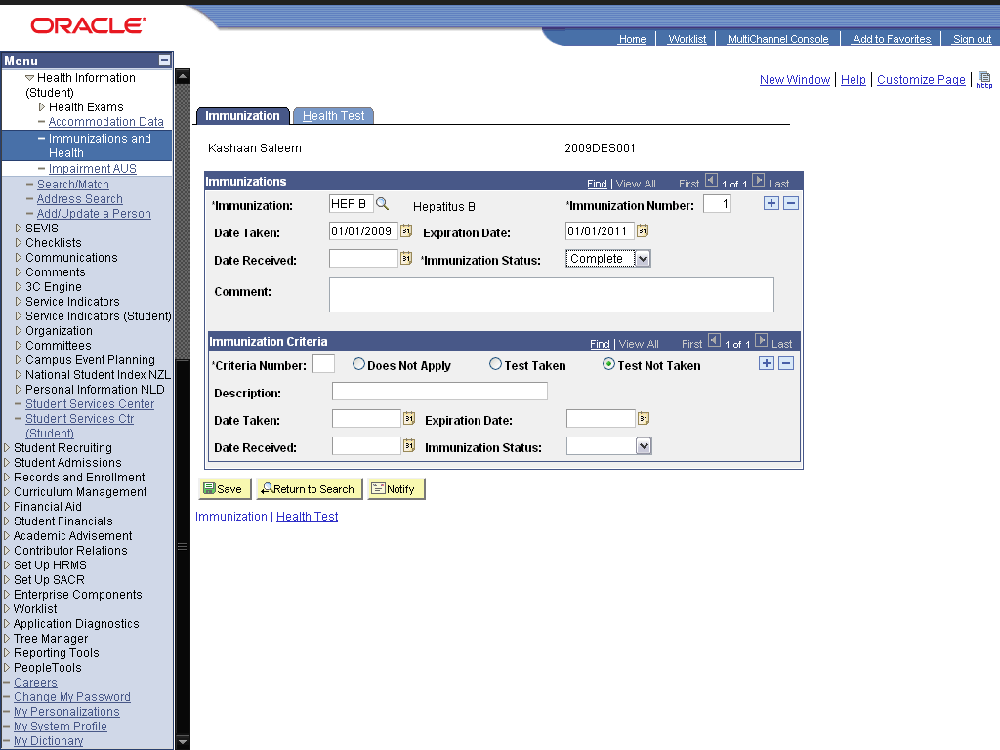 ORACLE®
Home Worklist MultiChannel Console Add to Favorites Sign out
Menu
Health Information
(Student)
Health Exams
Accommodation Data
Immunizations and
Health
Impairment AUS
Search/Match
Address Search
Add/Update a Person
SEVIS
Checklists
Communications
Comments
3C Engine
Service Indicators
Service Indicators (Student)
Organization
Committees
Campus Event Planning
National Student Index NZL
Personal Information NLD
Student Services Center
Student Services Ctr
(Student)
Student Recruiting
Student Admissions
Records and Enrollment
Curriculum Management
Financial Aid
Student Financials
Academic Advisement
Contributor Relations
Set Up HRMS
Set Up SACR
Enterprise Components
Worklist
Application Diagnostics
Tree Manager
Reporting Tools
PeopleTools
Careers
Change My Password
My Personalizations
My System Profile
My Dictionary
New Window | Help | Customize Page | http
Immunization Health Test
Kashaan Saleem 2009DES001
Immunizations Find | View All First 1 of 1 Last
*Immunization: HEP B Hepatitus B *Immunization Number: 1
Date Taken: 01/01/2009 31 Expiration Date: 01/01/2011 31
Date Received: 31 *Immunization Status: Complete
Comment:
Immunization Criteria Find | View All First 1 of 1 Last
*Criteria Number: Does Not Apply Test Taken Test Not Taken
Description:
Date Taken: 31 Expiration Date: 31
Date Received: 31 Immunization Status:
Save Return to Search Notify
Immunization | Health Test